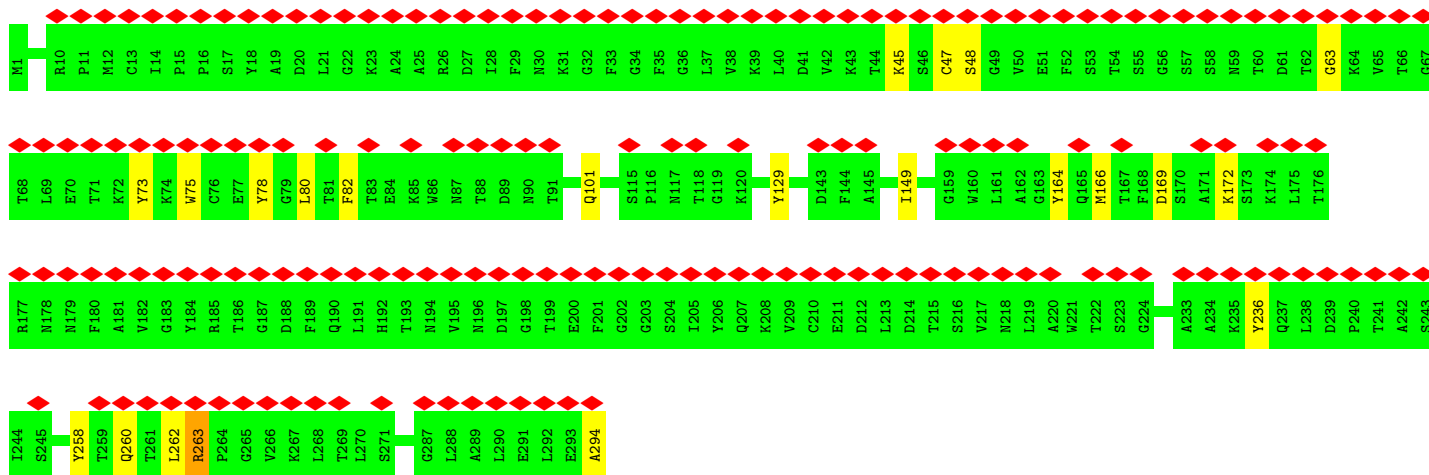 M1 R10 P11 M12 C13 I14 P15 P16 S17 Y18 A19 D20 L21 G22 K23 A24 A25 R26 D27 I28 F29 N30 K31 G32 F33 G34 F35 G36 L37 V38 K39 L40 D41 V42 K43 T44 K45 S46 C47 S48 G49 V50 E51 F52 S53 T54 S55 G56 S57 S58 N59 T60 D61 T62 G63 K64 V65 T66 G67
T68 L69 E70 T71 K72 Y73 K74 W75 C76 E77 Y78 G79 L80 T81 F82 T83 E84 K85 W86 N87 T88 D89 N90 T91 Q101 S115 P116 N117 T118 G119 K120 Y129 D143 F144 A145 I149 G159 W160 L161 A162 G163 Y164 Q165 M166 T167 F168 D169 S170 A171 K172 S173 K174 L175 T176
R177 N178 N179 F180 A181 V182 G183 Y184 R185 T186 G187 D188 F189 Q190 L191 H192 T193 N194 V195 N196 D197 G198 T199 E200 F201 G202 G203 S204 I205 Y206 Q207 K208 V209 C210 E211 D212 L213 D214 T215 S216 V217 N218 L219 A220 W221 T222 S223 G224 A233 A234 K235 Y236 Q237 L238 D239 P240 T241 A242 S243
I244 S245 Y258 T259 Q260 T261 L262 R263 P264 G265 V266 K267 L268 T269 L270 S271 G287 L288 A289 L290 E291 L292 E293 A294